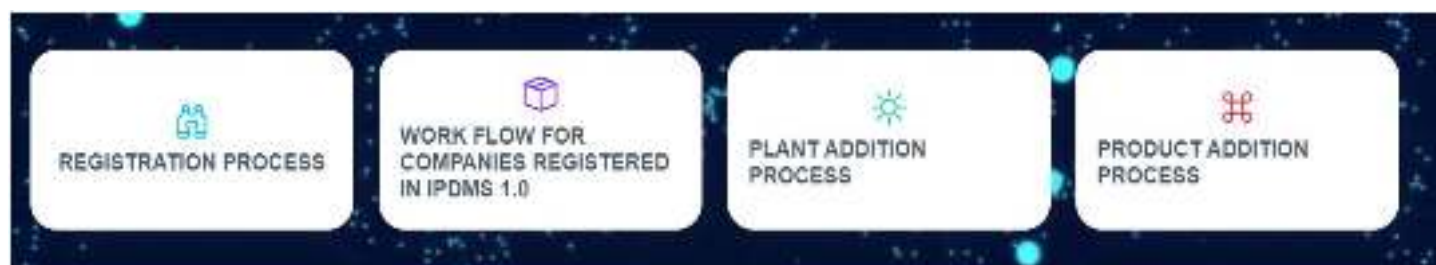 REGISTRATION PROCESS
WORK FLOW FOR
COMPANIES REGISTERED
IN IPDMS 1.0
PLANT ADDITION
PROCESS
PRODUCT ADDITION
PROCESS